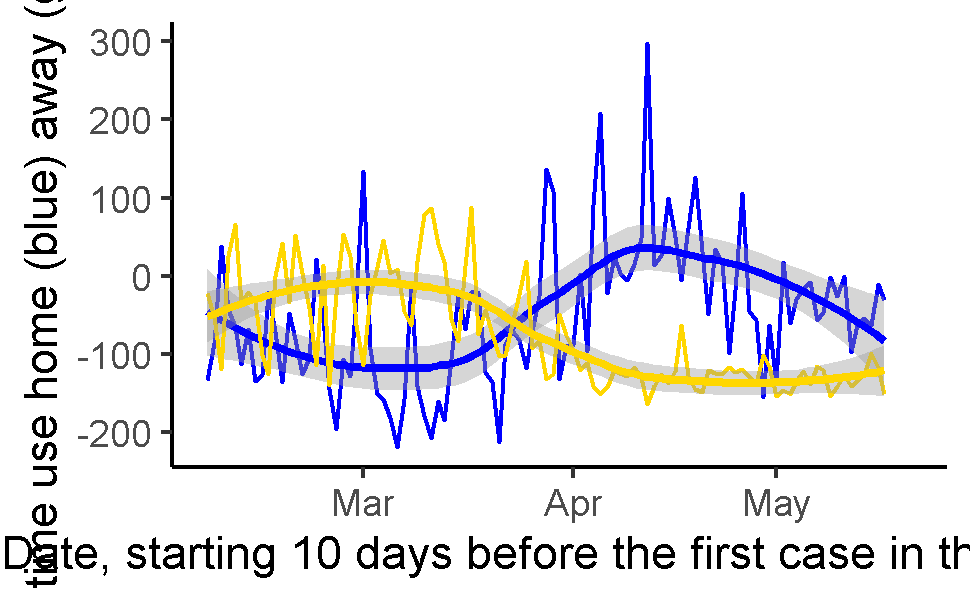 time use home (blue) away (
300
200
100
0
-100
-200
Mar Apr May
Date, starting 10 days before the first case in th